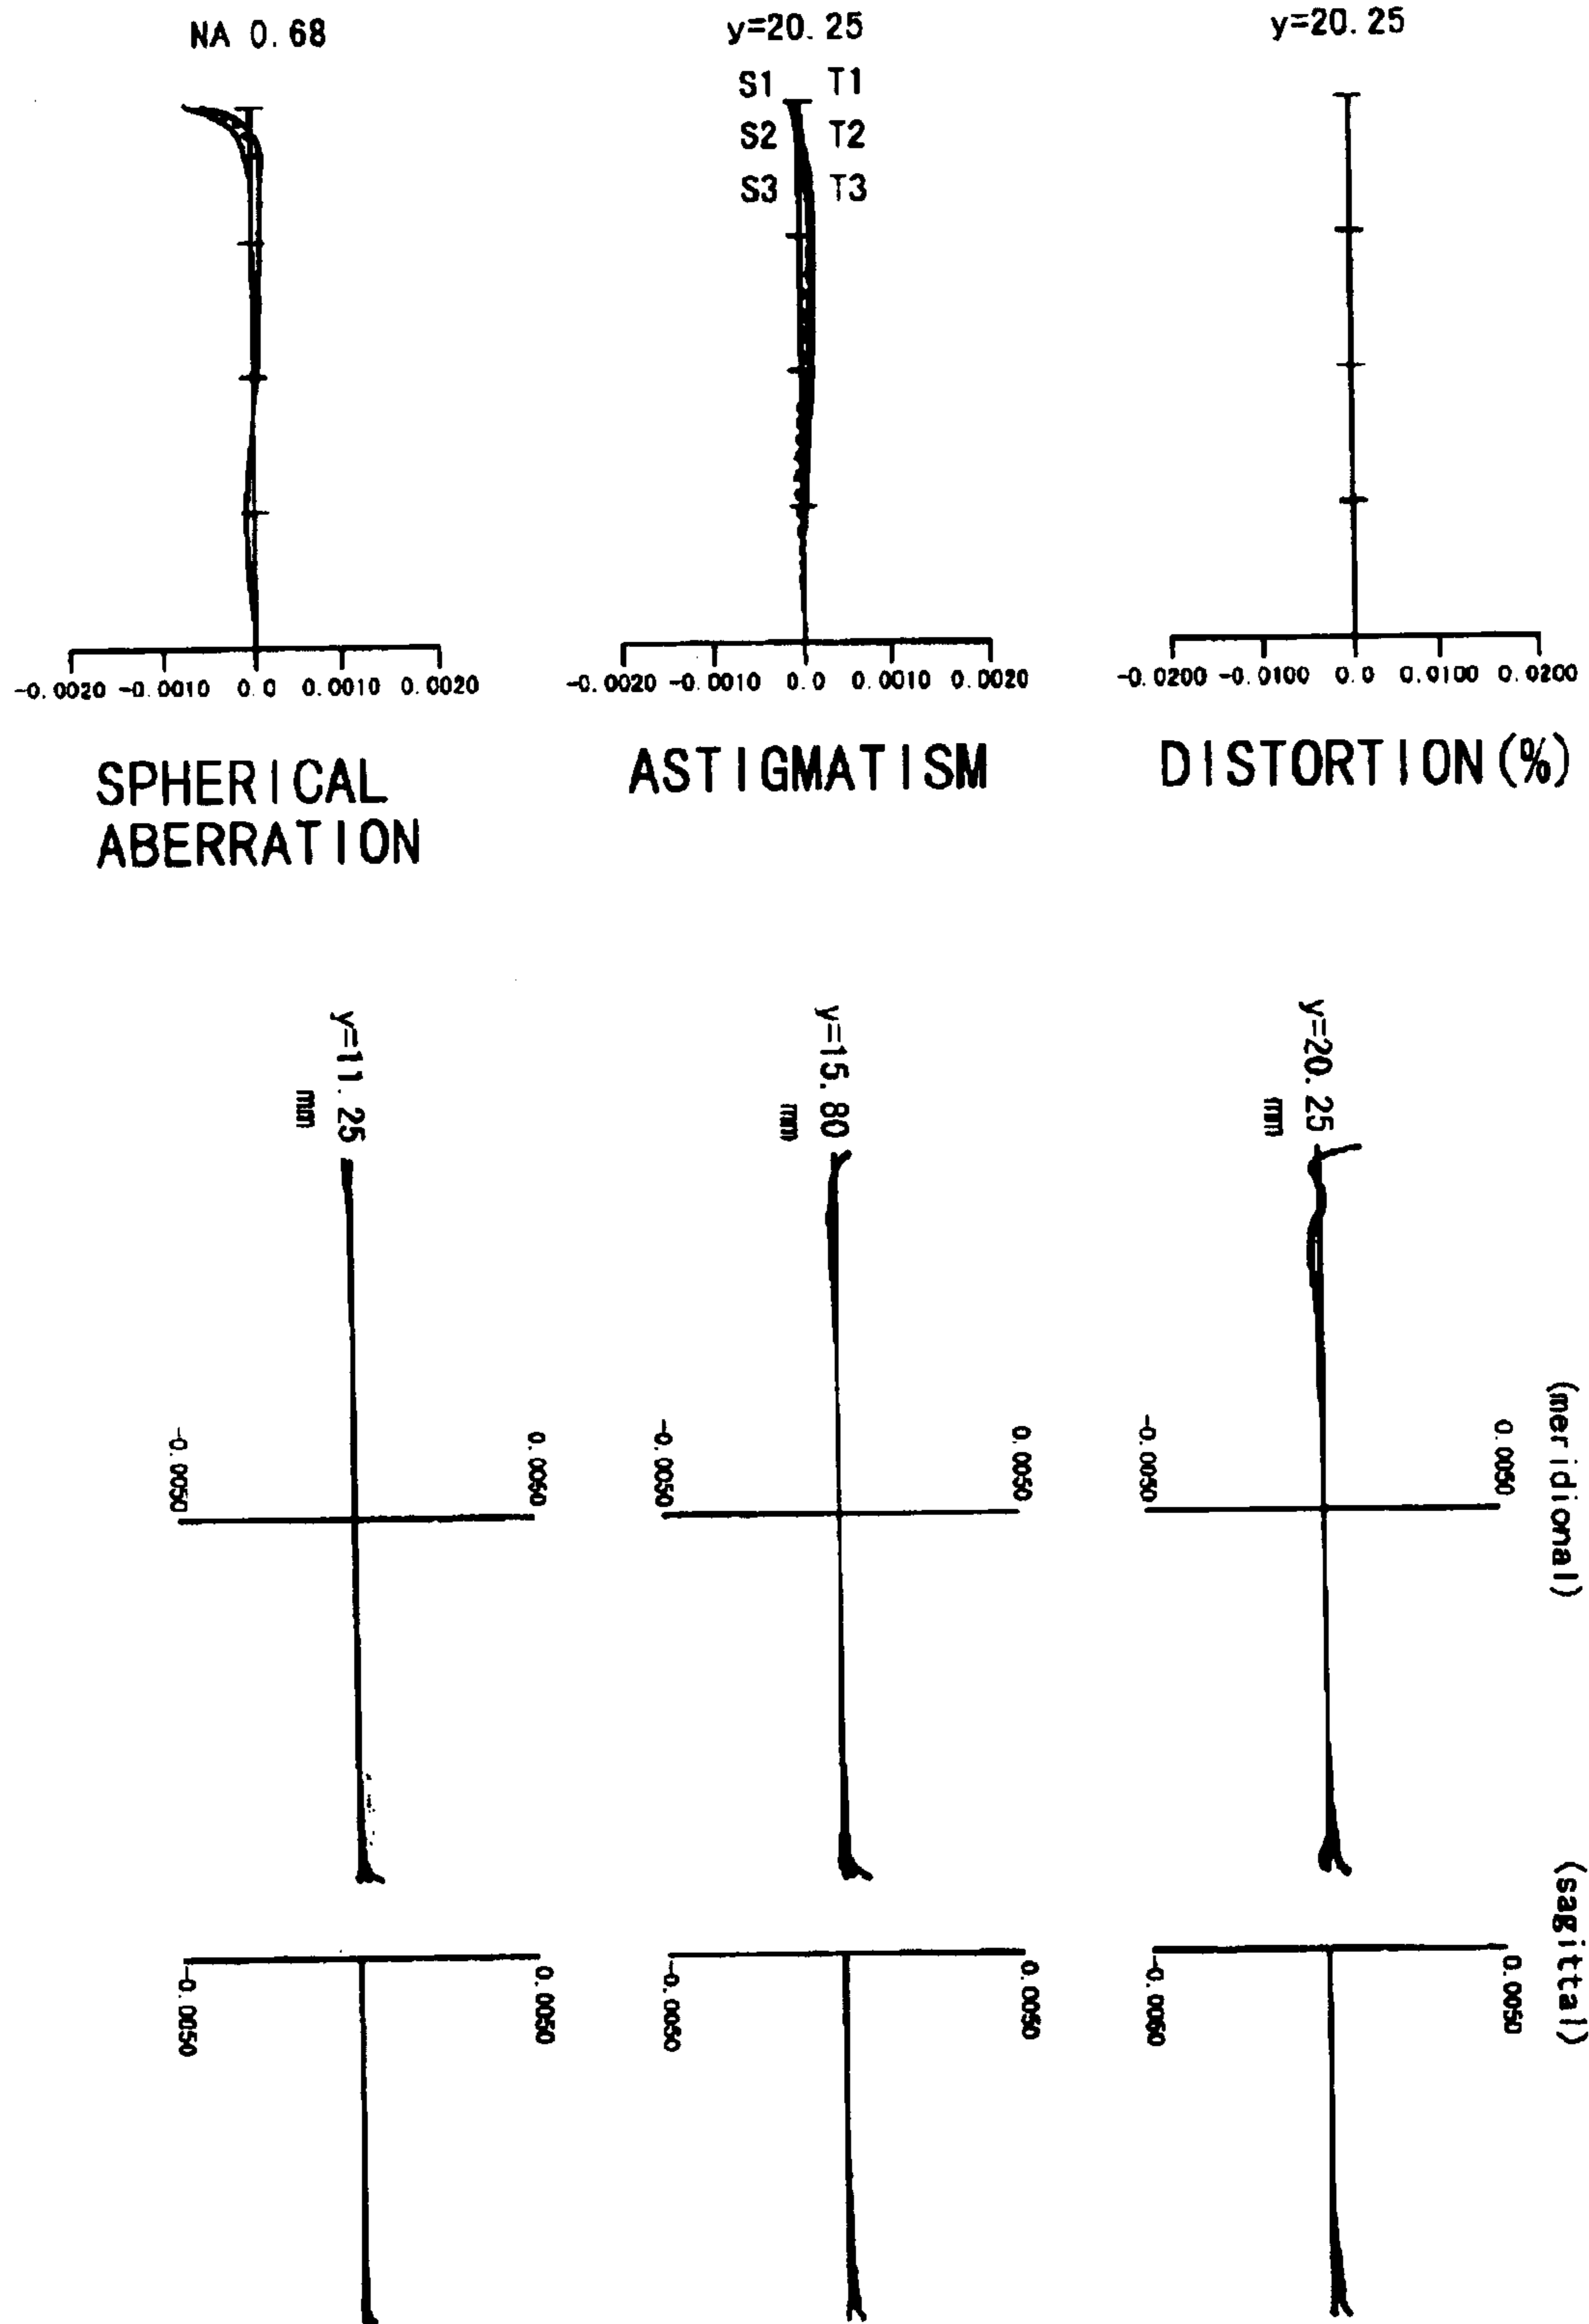 NA 0.68
y=20.25
y=20.25
S1 T1
S2 T2
S3 T3
-0.0020 -0.0010 0.0 0.0010 0.0020
-0.0020 -0.0010 0.0 0.0010 0.0020
-0.0200 -0.0100 0.0 0.0100 0.0200
SPHERICAL
ABERRATION
ASTIGMATISM
DISTORTION(%)
y=11.25
mm
y=15.80
mm
y=20.25
mm
-0.0050
0.0050
-0.0050
0.0050
-0.0050
0.0050
(meridional)
-0.0050
0.0050
-0.0050
0.0050
-0.0050
0.0050
(sagittal)